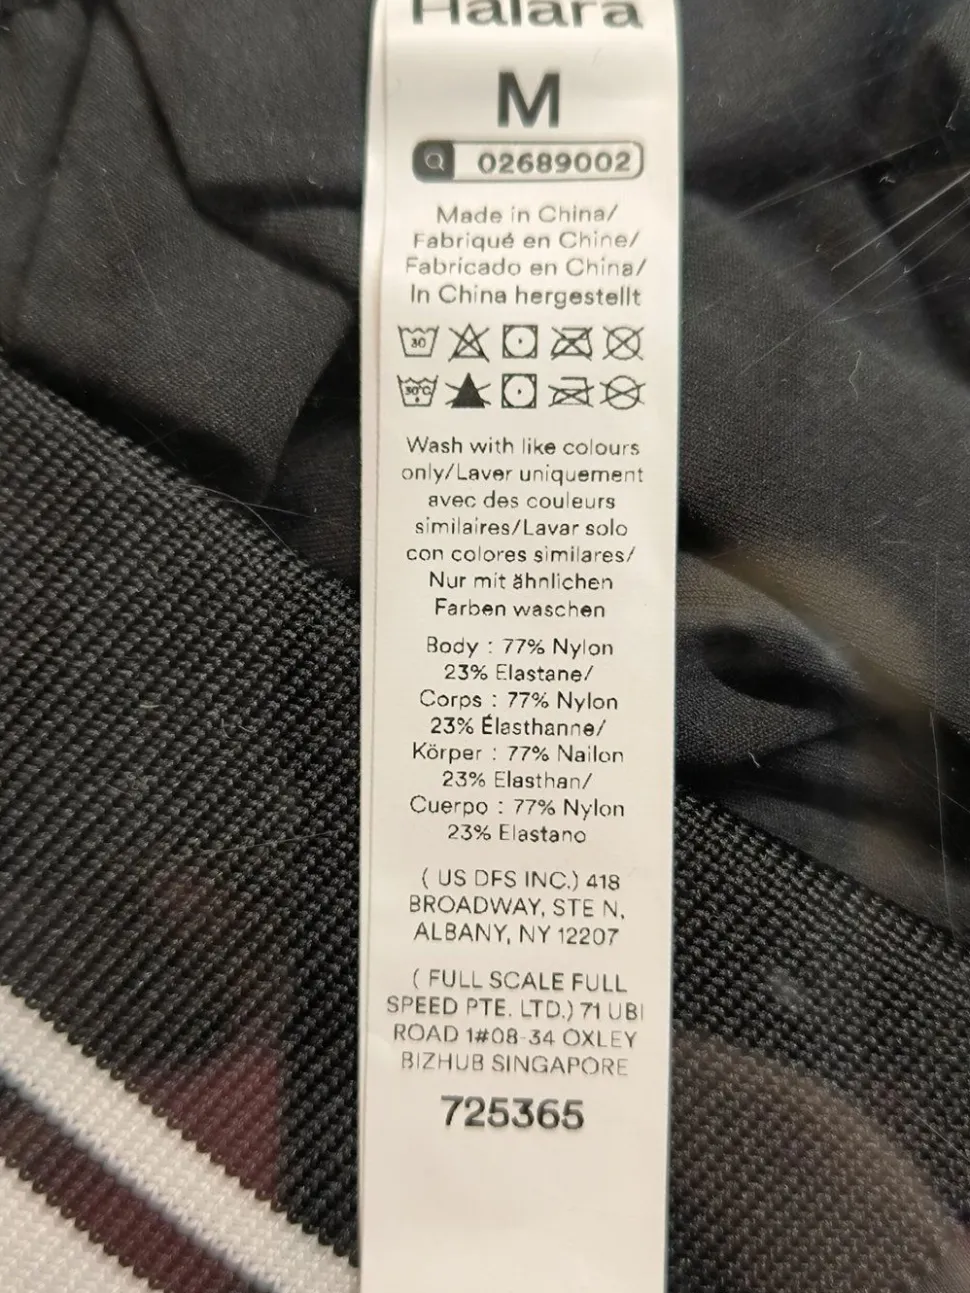 Halara
M
02689002
Made in China/
Fabriqué en Chine/
Fabricado en China/
In China hergestellt
30
30°C
Wash with like colours
only/Laver uniquement
avec des couleurs
similaires/Lavar solo
con colores similares/
Nur mit ähnlichen
Farben waschen
Body : 77% Nylon
23% Elastane/
Corps : 77% Nylon
23% Élasthanne/
Körper : 77% Nailon
23% Elasthan/
Cuerpo : 77% Nylon
23% Elastano
( US DFS INC.) 418
BROADWAY, STE N,
ALBANY, NY 12207
( FULL SCALE FULL
SPEED PTE. LTD.) 71 UBI
ROAD 1#08-34 OXLEY
BIZHUB SINGAPORE
725365